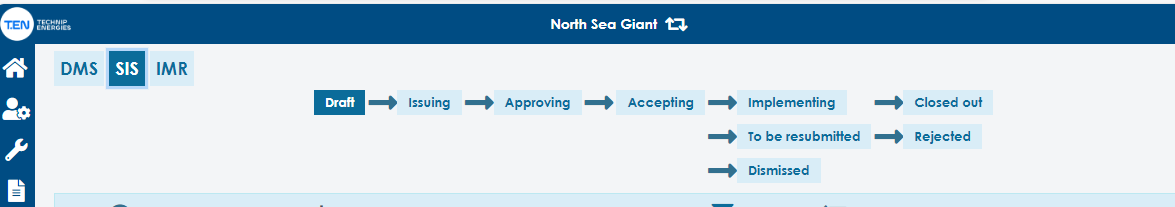 T.EN TECHNIP
ENERGIES
North Sea Giant
DMS SIS IMR
Draft Issuing Approving Accepting Implementing Closed out
To be resubmitted Rejected
Dismissed